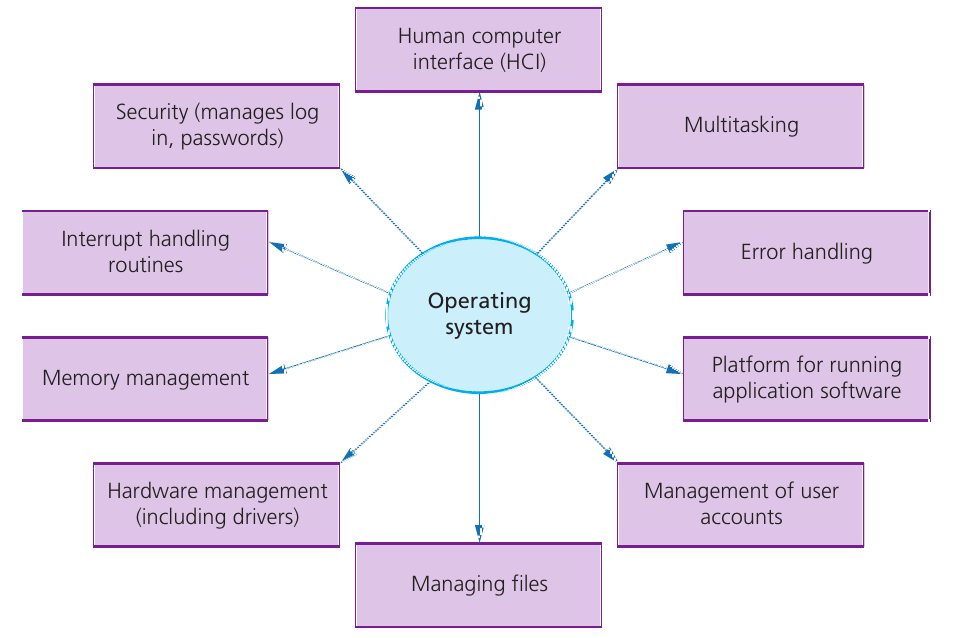 Human computer
interface (HCI)
Security (manages log
in, passwords)
Multitasking
Interrupt handling
routines
Error handling
Operating
system
Memory management
Platform for running
application software
Hardware management
(including drivers)
Management of user
accounts
Managing files